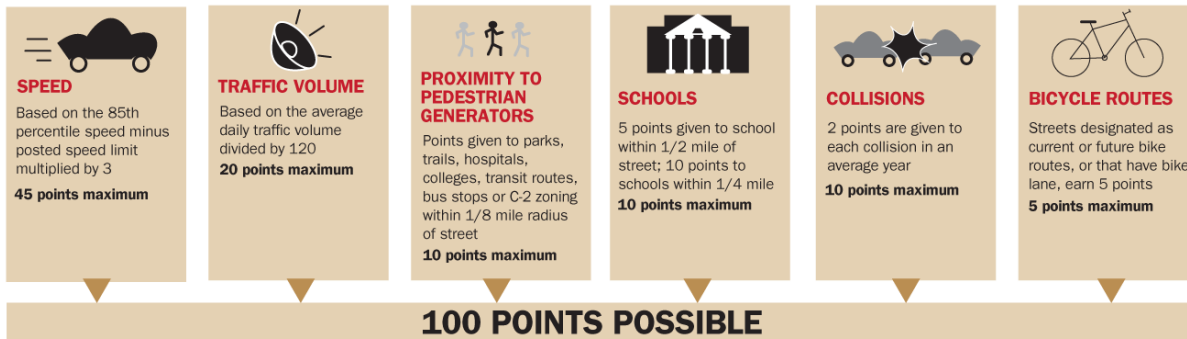 SPEED
Based on the 85th
percentile speed minus
posted speed limit
multiplied by 3
45 points maximum
TRAFFIC VOLUME
Based on the average
daily traffic volume
divided by 120
20 points maximum
PROXIMITY TO
PEDESTRIAN
GENERATORS
Points given to parks,
trails, hospitals,
colleges, transit routes,
bus stops or C-2 zoning
within 1/8 mile radius
of street
10 points maximum
SCHOOLS
5 points given to school
within 1/2 mile of
street; 10 points to
schools within 1/4 mile
10 points maximum
COLLISIONS
2 points are given to
each collision in an
average year
10 points maximum
BICYCLE ROUTES
Streets designated as
current or future bike
routes, or that have bike
lane, earn 5 points
5 points maximum
100 POINTS POSSIBLE